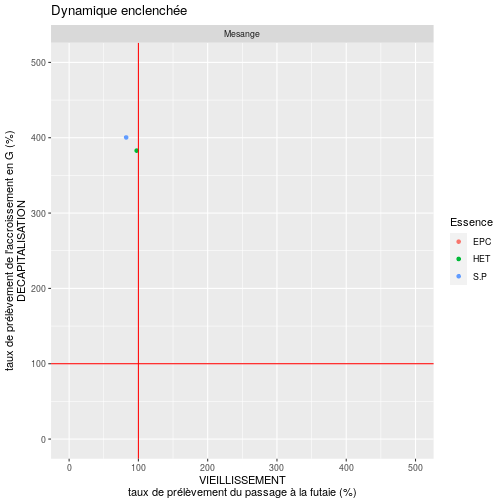 Dynamique enclenchée
Mesange
500
400
300
200
100
0
taux de prélèvement de l'accroissement en G (%)
DECAPITALISATION
0 100 200 300 400 500
VIEILLISSEMENT
taux de prélèvement du passage à la futaie (%)
Essence
EPC
HET
S.P